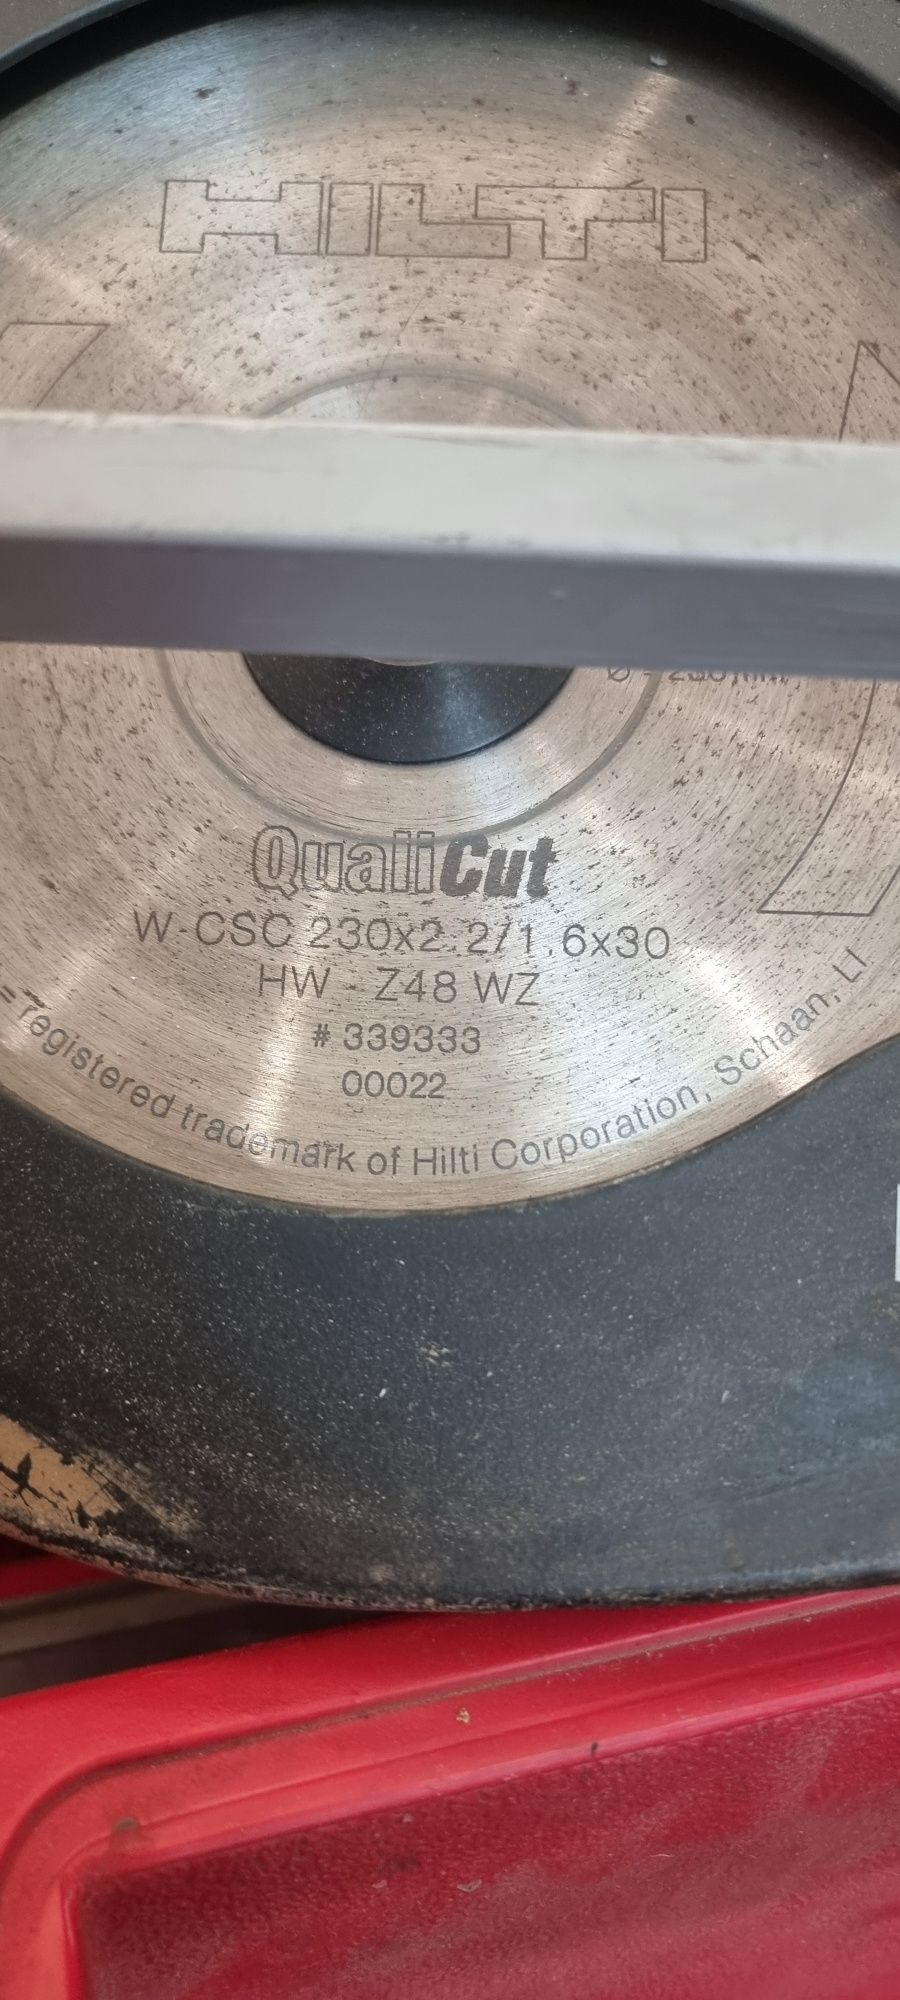 HILTI
QualiCut
W-CSC 230x2.2/1.6x30
HW - Z48 WZ
# 339333
00022
= registered trademark of Hilti Corporation, Schaan, LI